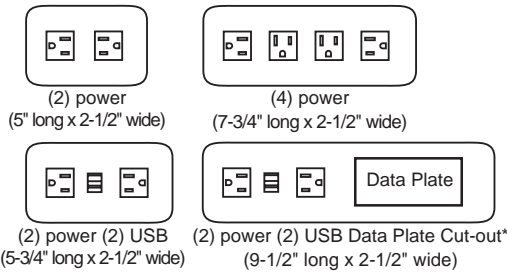 (2) power
(5" long x 2-1/2" wide)
(4) power
(7-3/4" long x 2-1/2" wide)
(2) power (2) USB
(5-3/4" long x 2-1/2" wide)
Data Plate
(2) power (2) USB Data Plate Cut-out*
(9-1/2" long x 2-1/2" wide)